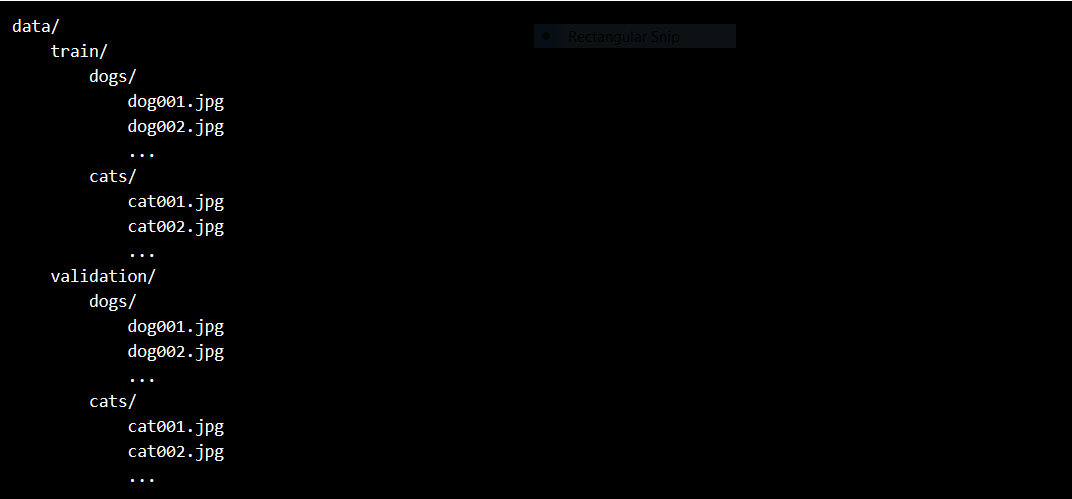 data/
Rectangular Snip
train/
dogs/
dog001.jpg
dog002.jpg
...
cats/
cat001.jpg
cat002.jpg
...
validation/
dogs/
dog001.jpg
dog002.jpg
...
cats/
cat001.jpg
cat002.jpg
...